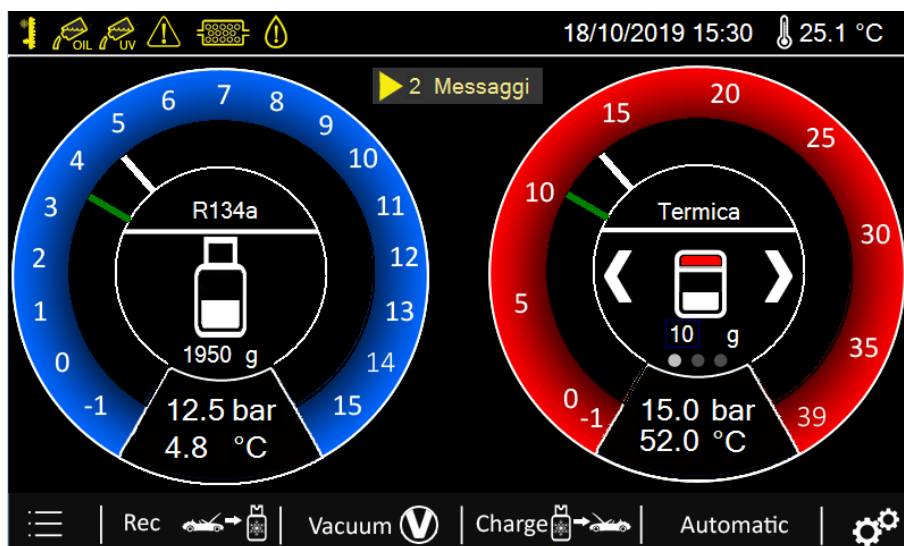 OIL UV 18/10/2019 15:30 25.1 °C
2 Messaggi
-1 0 1 2 3 4 5 6 7 8 9 10 11 12 13 14 15
R134a
1950 g
12.5 bar
4.8 °C
-1 0 5 10 15 20 25 30 35 39
Termica
10 g
15.0 bar
52.0 °C
Rec Vacuum V Charge Automatic